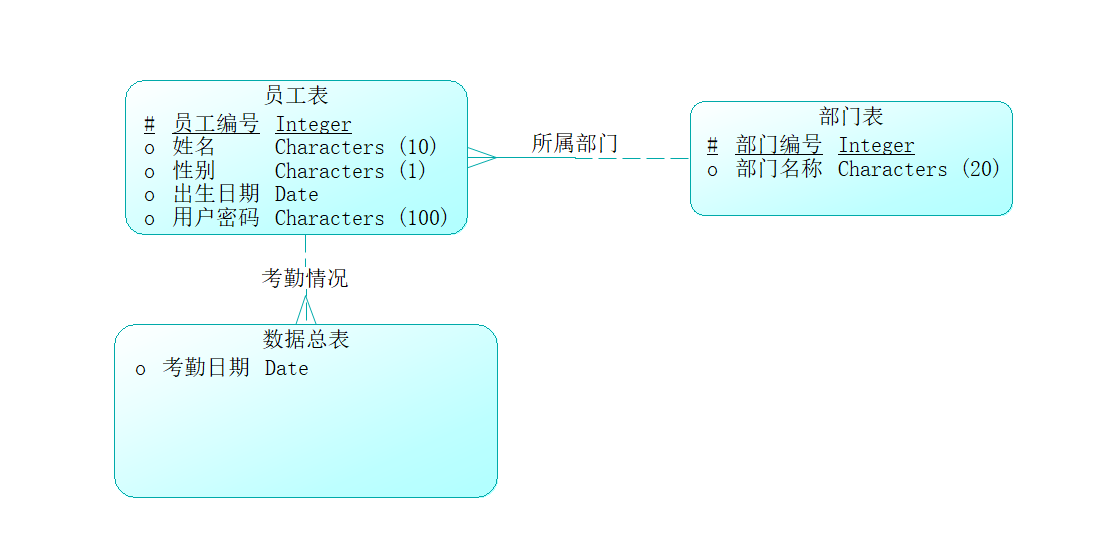 员工表
# 员工编号 Integer
o 姓名 Characters (10)
o 性别 Characters (1)
o 出生日期 Date
o 用户密码 Characters (100)
所属部门
部门表
# 部门编号 Integer
o 部门名称 Characters (20)
考勤情况
数据总表
o 考勤日期 Date